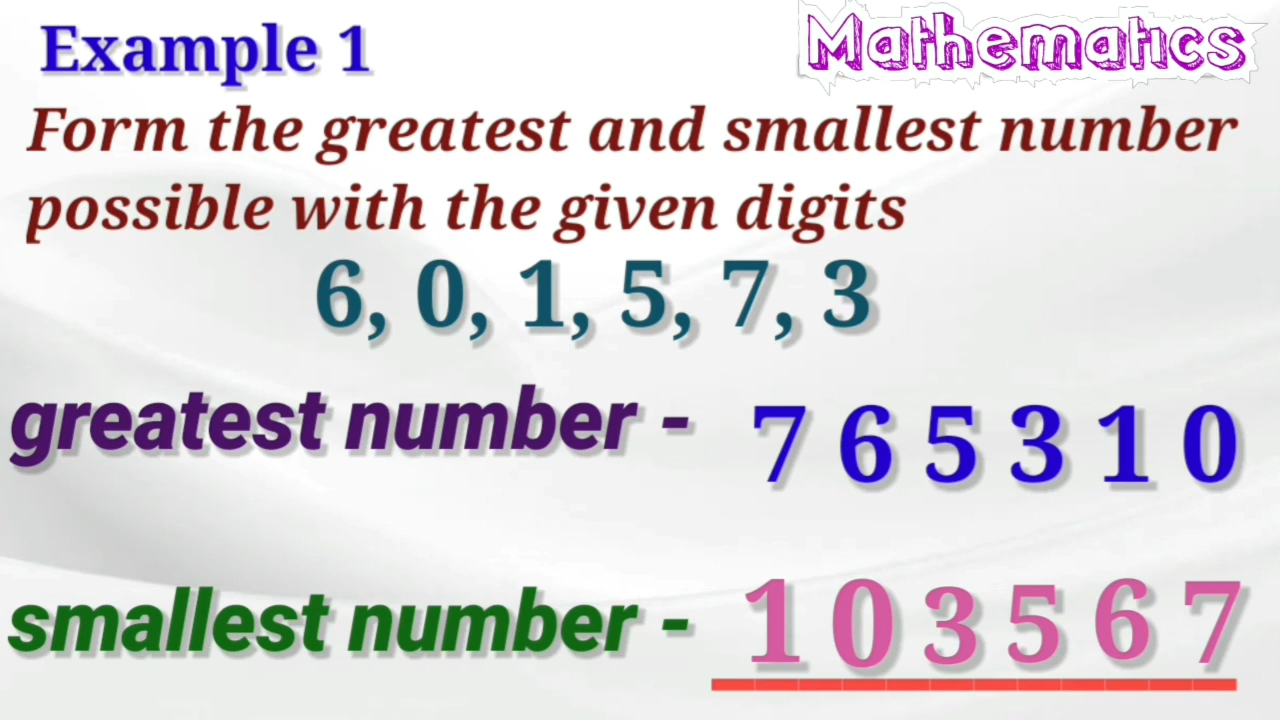 Example 1
Mathematics
Form the greatest and smallest number
possible with the given digits
6, 0, 1, 5, 7, 3
greatest number - 7 6 5 3 1 0
smallest number - 1 0 3 5 6 7